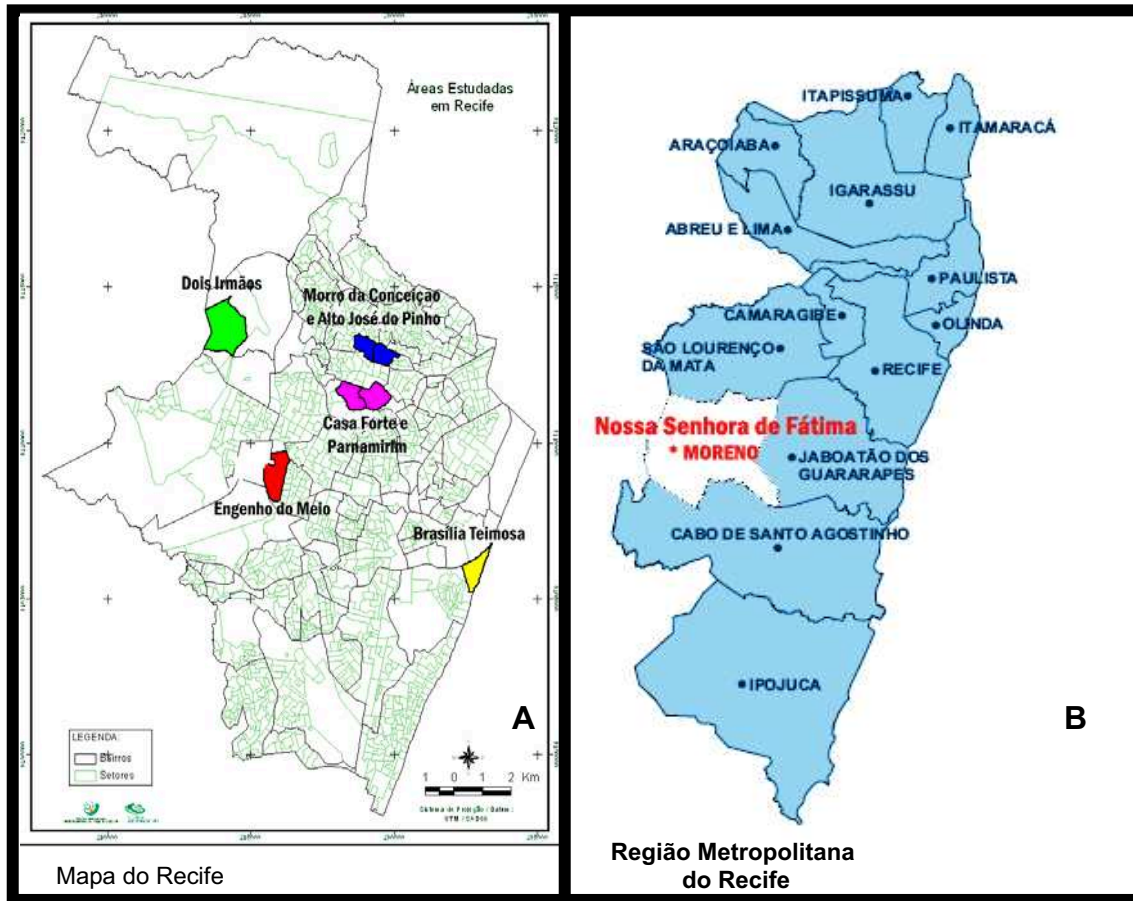 Áreas Estudadas
em Recife
Dois Irmãos
Morro da Conceição
e Alto José do Pinho
Casa Forte e
Parnamirim
Engenho do Meio
Brasília Teimosa
A
LEGENDA:
Bairros
Setores
1 0 1 2 Km
Mapa do Recife
ITAPISSUMA
ITAMARACÁ
ARAÇOIABA
IGARASSU
ABREU E LIMA
PAULISTA
CAMARAGIBE
OLINDA
SÃO LOURENÇO
DA MATA
RECIFE
Nossa Senhora de Fátima
MORENO
JABOATÃO DOS
GUARARAPES
CABO DE SANTO AGOSTINHO
IPOJUCA
B
Região Metropolitana
do Recife